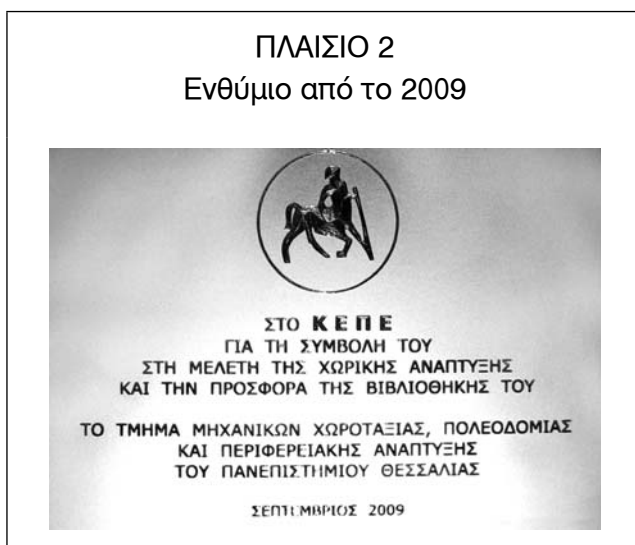 ΠΛΑΙΣΙΟ 2
Ενθύμιο από το 2009
ΣΤΟ ΚΕΠΕ
ΓΙΑ ΤΗ ΣΥΜΒΟΛΗ ΤΟΥ
ΣΤΗ ΜΕΛΕΤΗ ΤΗΣ ΧΩΡΙΚΗΣ ΑΝΑΠΤΥΞΗΣ
ΚΑΙ ΤΗΝ ΠΡΟΣΦΟΡΑ ΤΗΣ ΒΙΒΛΙΟΘΗΚΗΣ ΤΟΥ
ΤΟ ΤΜΗΜΑ ΜΗΧΑΝΙΚΩΝ ΧΩΡΟΤΑΞΙΑΣ, ΠΟΛΕΟΔΟΜΙΑΣ
ΚΑΙ ΠΕΡΙΦΕΡΕΙΑΚΗΣ ΑΝΑΠΤΥΞΗΣ
ΤΟΥ ΠΑΝΕΠΙΣΤΗΜΙΟΥ ΘΕΣΣΑΛΙΑΣ
ΣΕΠΤΕΜΒΡΙΟΣ 2009